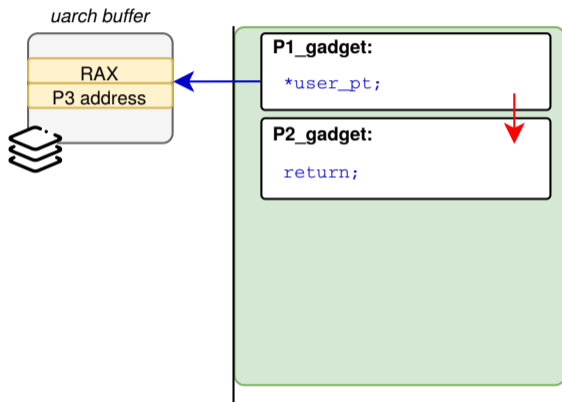 uarch buffer
RAX
P3 address
P1_gadget:
*user_pt;
P2_gadget:
return;